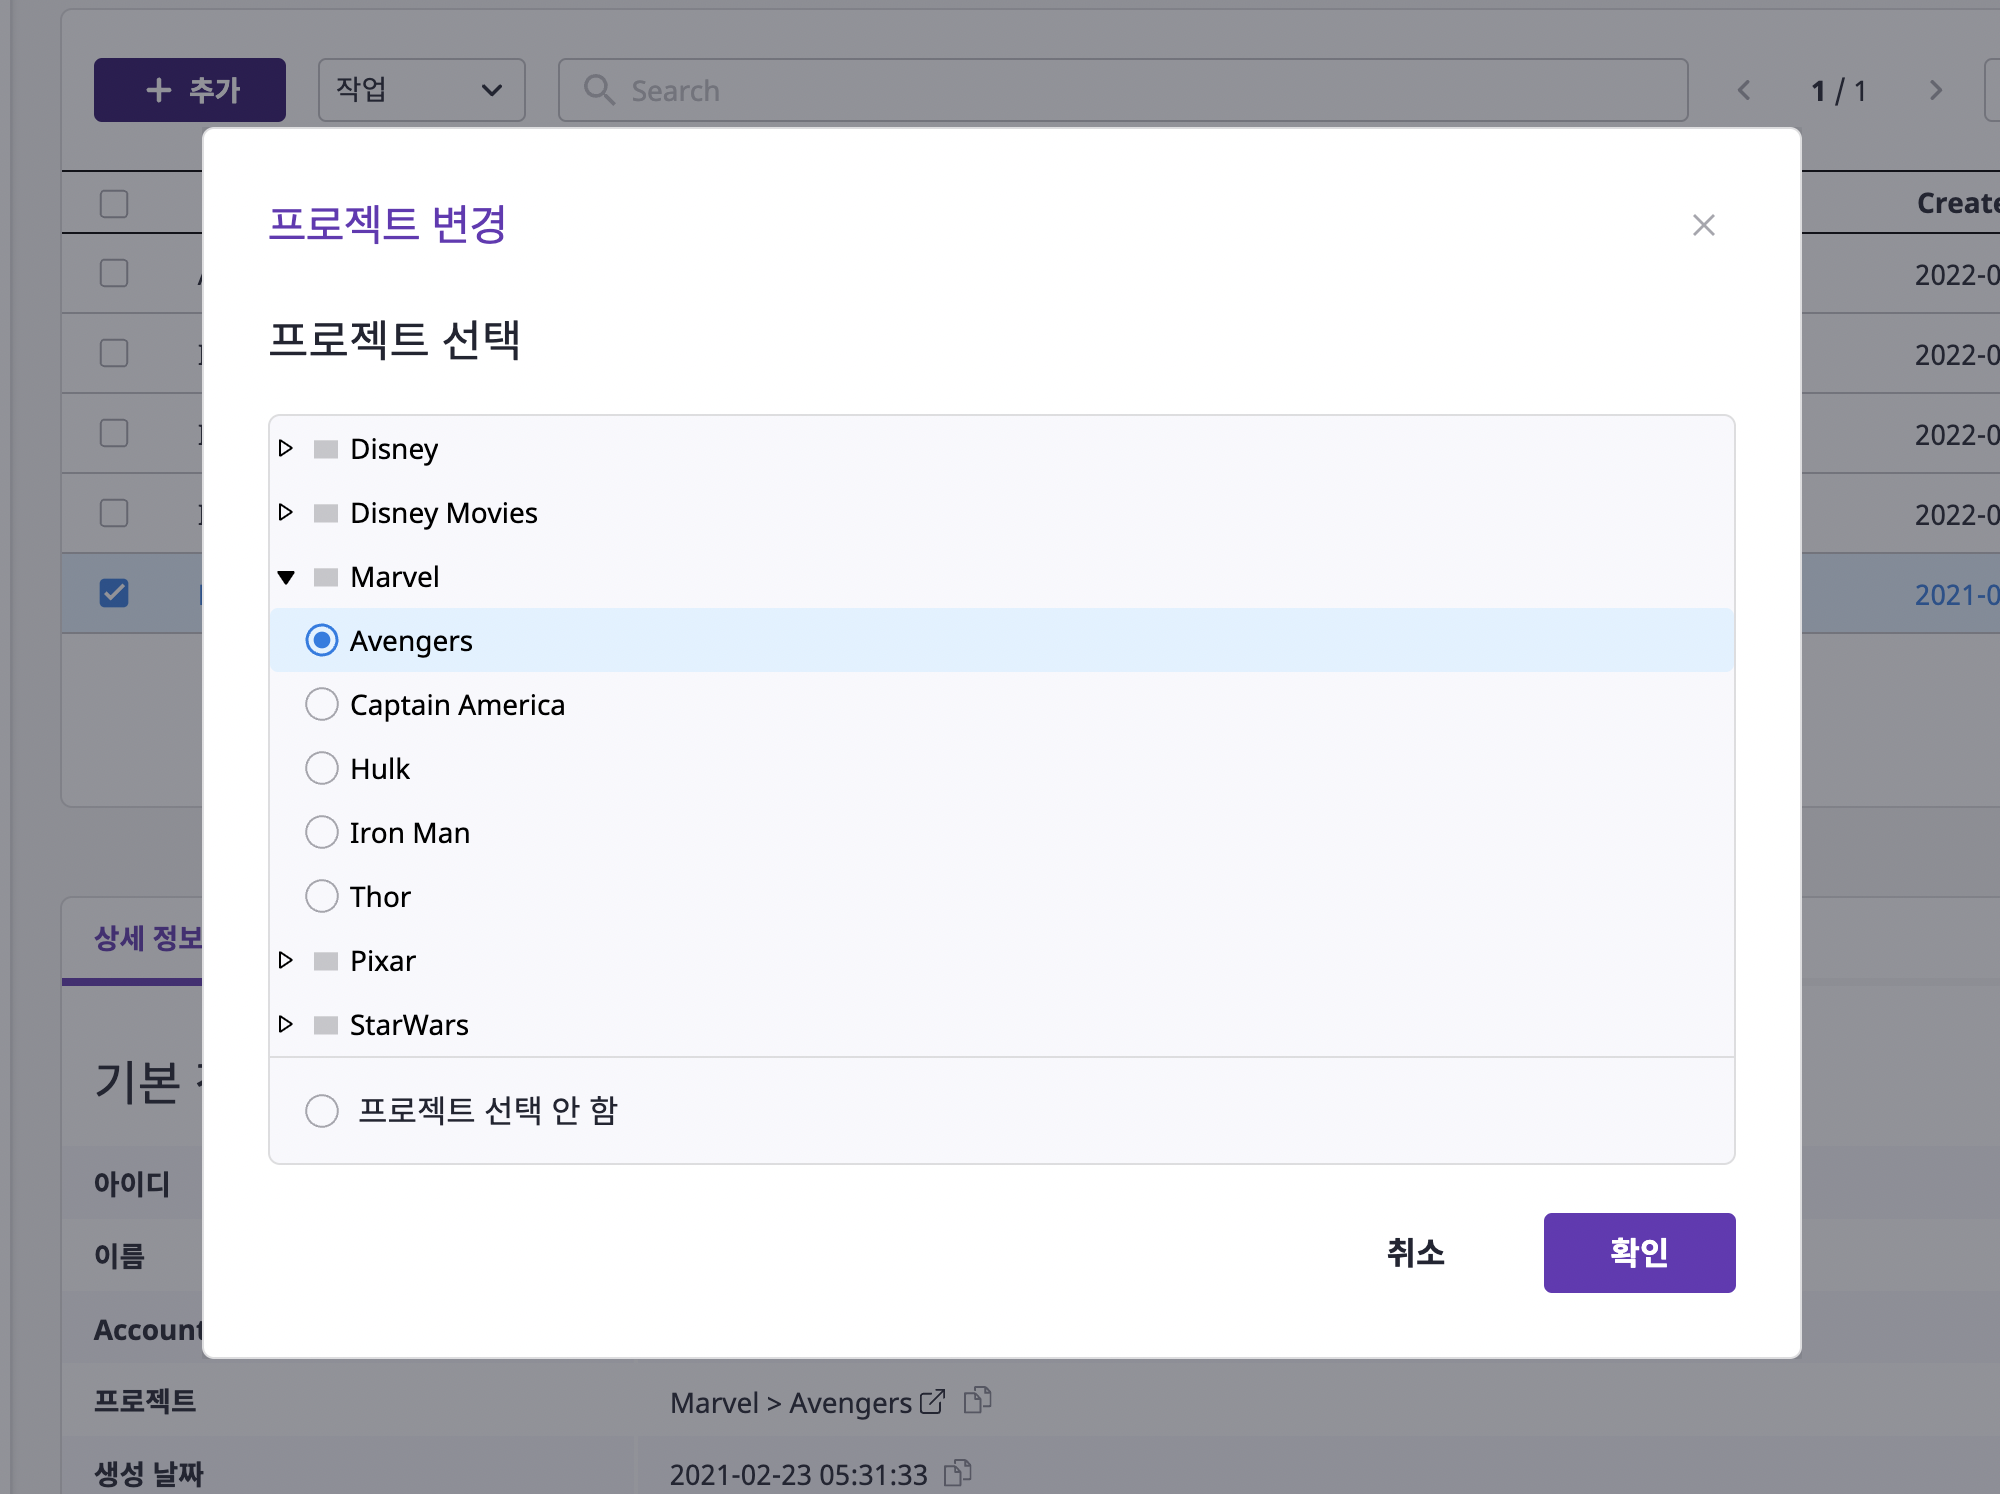 추가
작업
Search
1 / 1
프로젝트 변경
프로젝트 선택
Disney
Disney Movies
Marvel
Avengers
Captain America
Hulk
Iron Man
Thor
Pixar
StarWars
프로젝트 선택 안 함
취소
확인
2022-0
2022-0
2022-0
2022-0
2021-0
상세 정보
기본
아이디
이름
Account
프로젝트
Marvel > Avengers
생성 날짜
2021-02-23 05:31:33